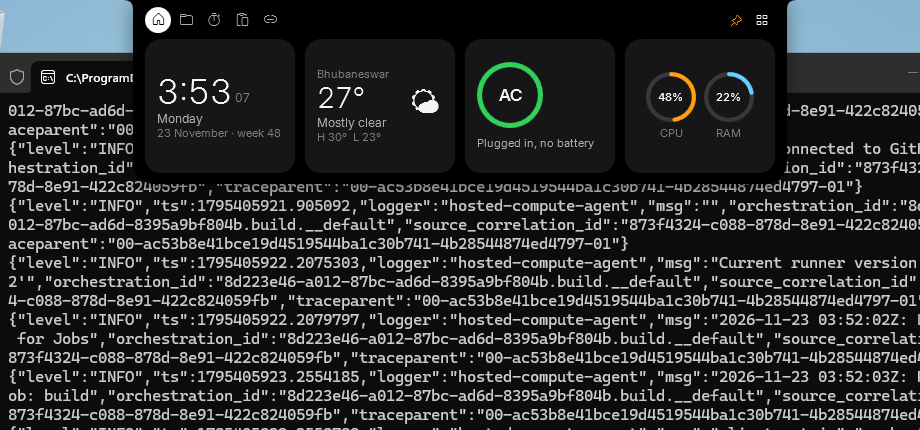 3:53 07
Monday
23 November · week 48
Bhubaneswar
27°
Mostly clear
H 30° L 23°
AC
Plugged in, no battery
48%
CPU
22%
RAM
C:\ProgramD
012-87bc-ad6d-
d-8e91-422c82405
aceparent":"00
{"level":"INFO
onnected to Gith
hestration_id"
ion_id":"873f43
78d-8e91-422c824059fb","traceparent":"00-ac53b8e41bce19d4519544ba1c30b741-4b28544874ed4797-01"}
{"level":"INFO","ts":1795405921.905092,"logger":"hosted-compute-agent","msg":"","orchestration_id":"8d
012-87bc-ad6d-8395a9bf804b.build.__default","source_correlation_id":"873f4324-c088-878d-8e91-422c82405
aceparent":"00-ac53b8e41bce19d4519544ba1c30b741-4b28544874ed4797-01"}
{"level":"INFO","ts":1795405922.2075303,"logger":"hosted-compute-agent","msg":"Current runner version
2'","orchestration_id":"8d223e46-a012-87bc-ad6d-8395a9bf804b.build.__default","source_correlation_id"
4-c088-878d-8e91-422c824059fb","traceparent":"00-ac53b8e41bce19d4519544ba1c30b741-4b28544874ed4797-01"
{"level":"INFO","ts":1795405922.2079797,"logger":"hosted-compute-agent","msg":"2026-11-23 03:52:02Z: L
for Jobs","orchestration_id":"8d223e46-a012-87bc-ad6d-8395a9bf804b.build.__default","source_correlati
873f4324-c088-878d-8e91-422c824059fb","traceparent":"00-ac53b8e41bce19d4519544ba1c30b741-4b28544874ed4
{"level":"INFO","ts":1795405923.2554185,"logger":"hosted-compute-agent","msg":"2026-11-23 03:52:03Z: R
ob: build","orchestration_id":"8d223e46-a012-87bc-ad6d-8395a9bf804b.build.__default","source_correlati
873f4324-c088-878d-8e91-422c824059fb","traceparent":"00-ac53b8e41bce19d4519544ba1c30b741-4b28544874ed4